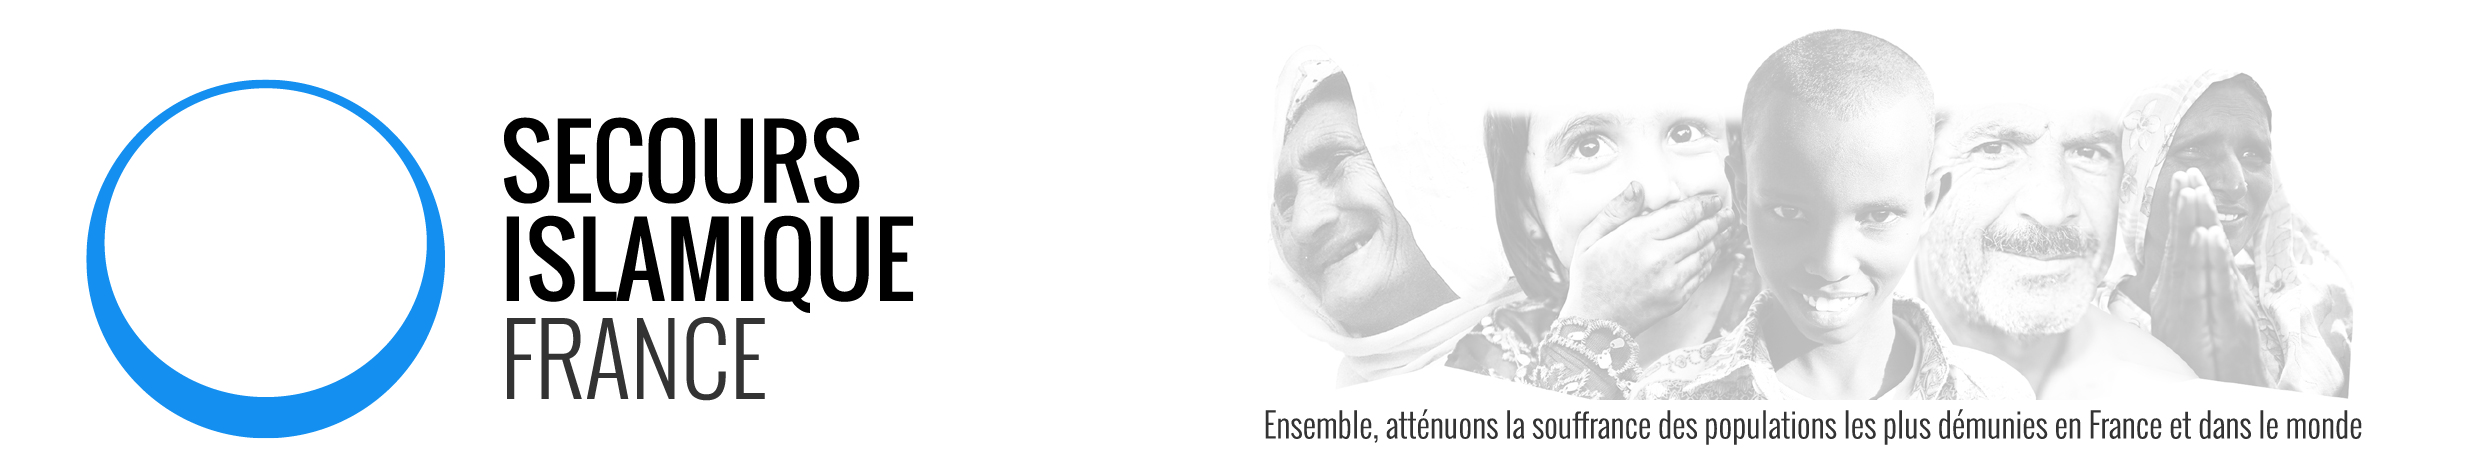 SECOURS
ISLAMIQUE
FRANCE
Ensemble, atténuons la souffrance des populations les plus démunies en France et dans le monde